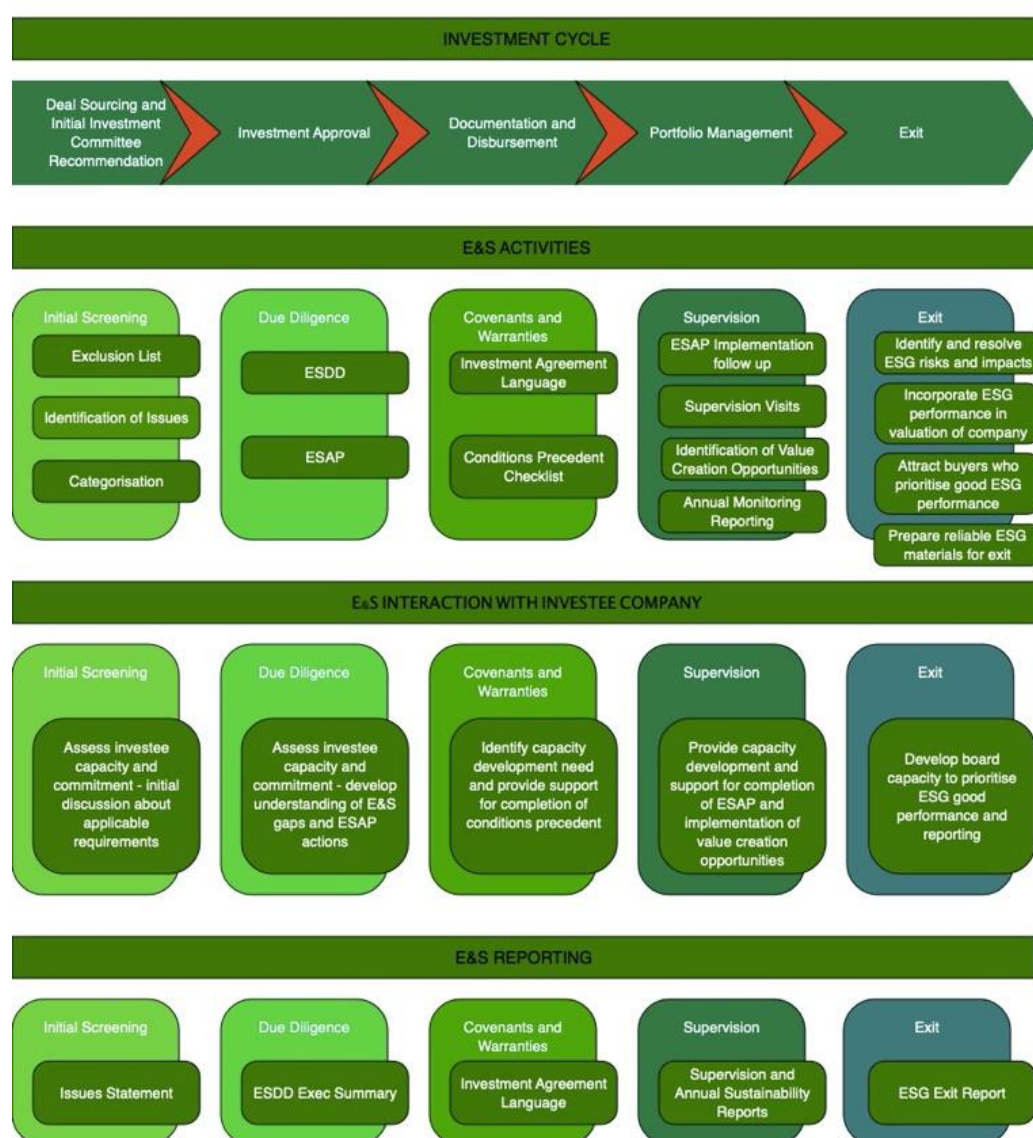 INVESTMENT CYCLE
Deal Sourcing and
Initial Investment
Committee
Recommendation
Investment Approval
Documentation and
Disbursement
Portfolio Management
Exit
E&S ACTIVITIES
Initial Screening
Exclusion List
Identification of Issues
Categorisation
Due Diligence
ESDD
ESAP
Covenants and
Warranties
Investment Agreement
Language
Conditions Precedent
Checklist
Supervision
ESAP Implementation
follow up
Supervision Visits
Identification of Value
Creation Opportunities
Annual Monitoring
Reporting
Exit
Identify and resolve
ESG risks and impacts
Incorporate ESG
performance in
valuation of company
Attract buyers who
prioritise good ESG
performance
Prepare reliable ESG
materials for exit
E&S INTERACTION WITH INVESTEE COMPANY
Initial Screening
Assess investee
capacity and
commitment - initial
discussion about
applicable
requirements
Due Diligence
Assess investee
capacity and
commitment - develop
understanding of E&S
gaps and ESAP
actions
Covenants and
Warranties
Identify capacity
development need
and provide support
for completion of
conditions precedent
Supervision
Provide capacity
development and
support for completion
of ESAP and
implementation of
value creation
opportunities
Exit
Develop board
capacity to prioritise
ESG good
performance and
reporting
E&S REPORTING
Initial Screening
Issues Statement
Due Diligence
ESDD Exec Summary
Covenants and
Warranties
Investment Agreement
Language
Supervision
Supervision and
Annual Sustainability
Reports
Exit
ESG Exit Report